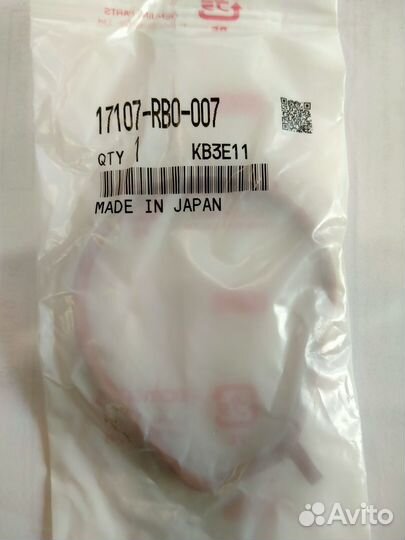 17107-RB0-007
QTY 1 KB3E11
MADE IN JAPAN
Avito